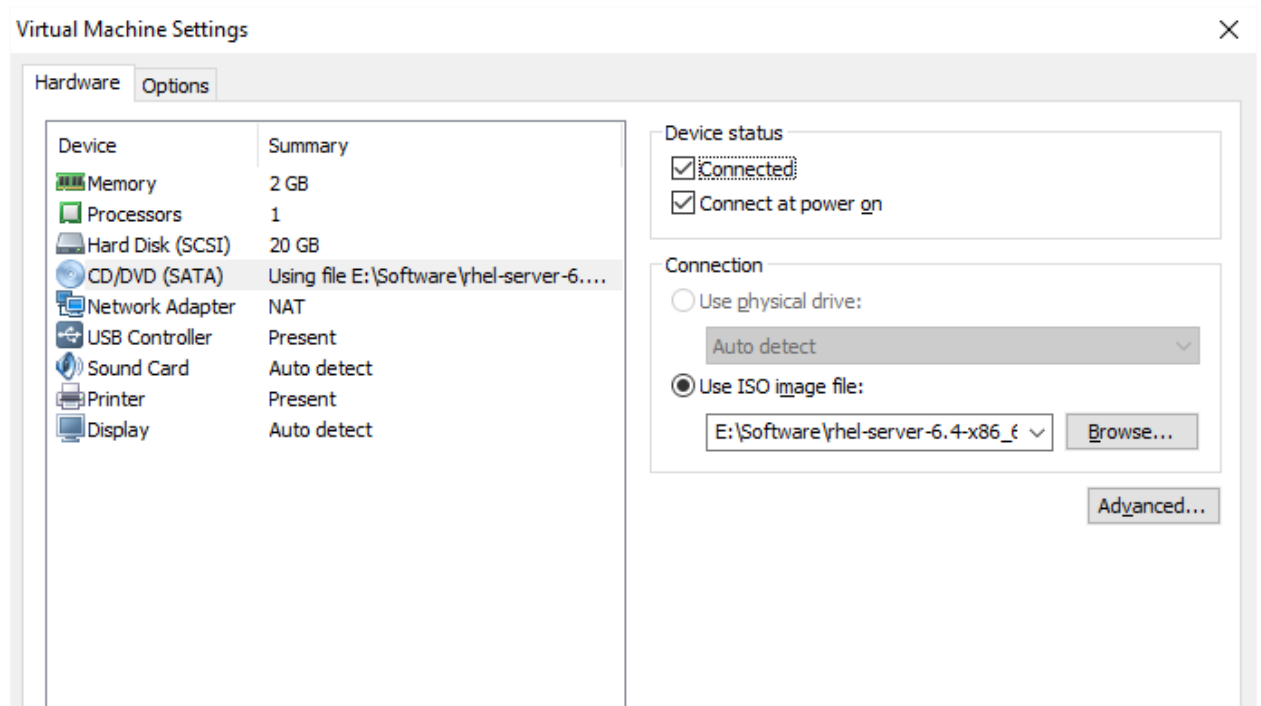 Virtual Machine Settings
Hardware Options
Device Summary
Memory 2 GB
Processors 1
Hard Disk (SCSI) 20 GB
CD/DVD (SATA) Using file E:\Software\rhel-server-6....
Network Adapter NAT
USB Controller Present
Sound Card Auto detect
Printer Present
Display Auto detect
Device status
Connected
Connect at power on
Connection
Use physical drive:
Auto detect
Use ISO image file:
E:\Software\rhel-server-6.4-x86_6 Browse...
Advanced...